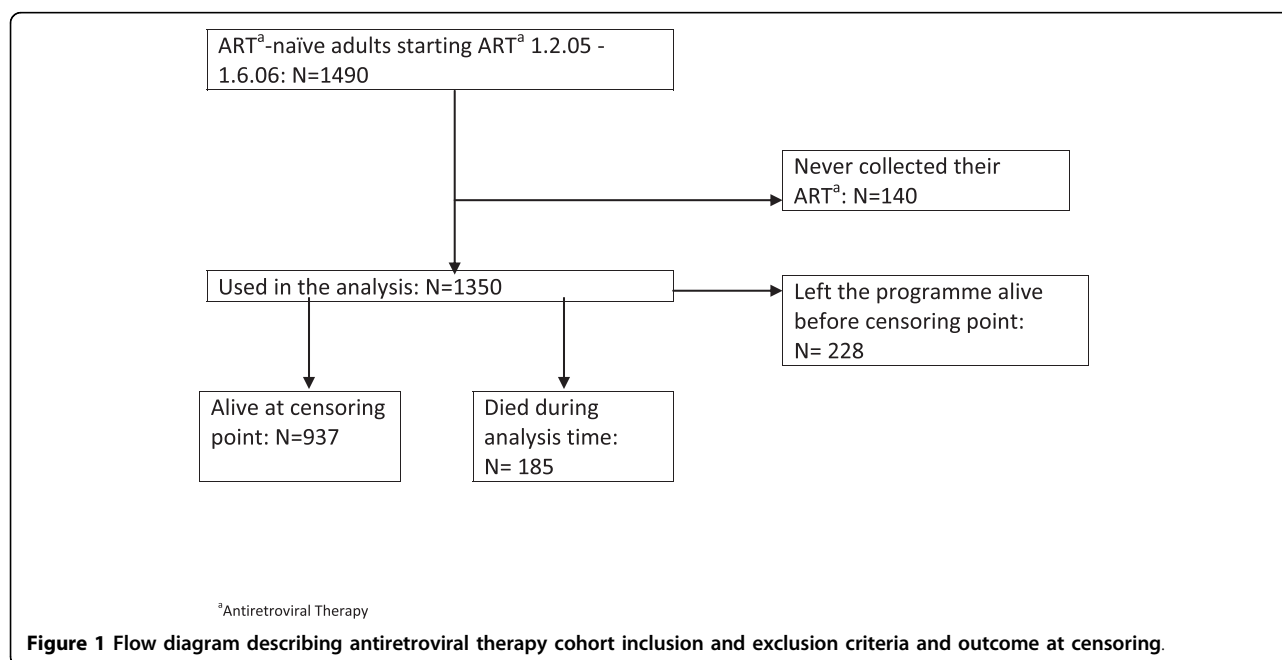 ARTᵃ-naïve adults starting ARTᵃ 1.2.05 -
1.6.06: N=1490
Never collected their
ARTᵃ: N=140
Used in the analysis: N=1350
Left the programme alive
before censoring point:
N= 228
Alive at censoring
point: N=937
Died during
analysis time:
N= 185
ᵃAntiretroviral Therapy
Figure 1 Flow diagram describing antiretroviral therapy cohort inclusion and exclusion criteria and outcome at censoring.